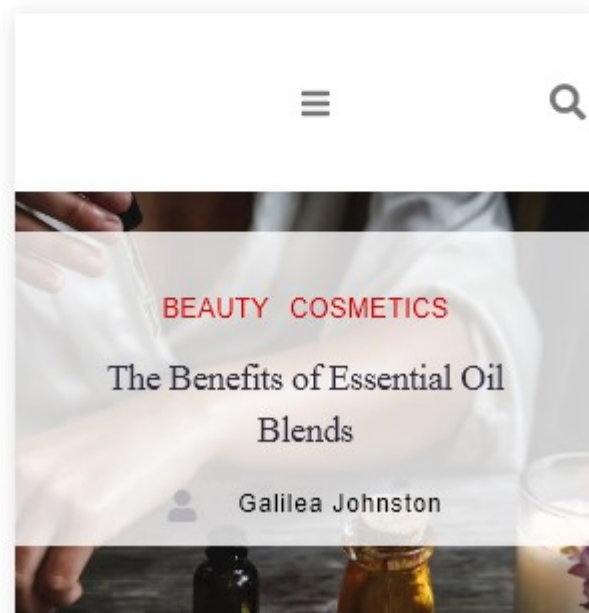 BEAUTY COSMETICS
The Benefits of Essential Oil
Blends
Galilea Johnston